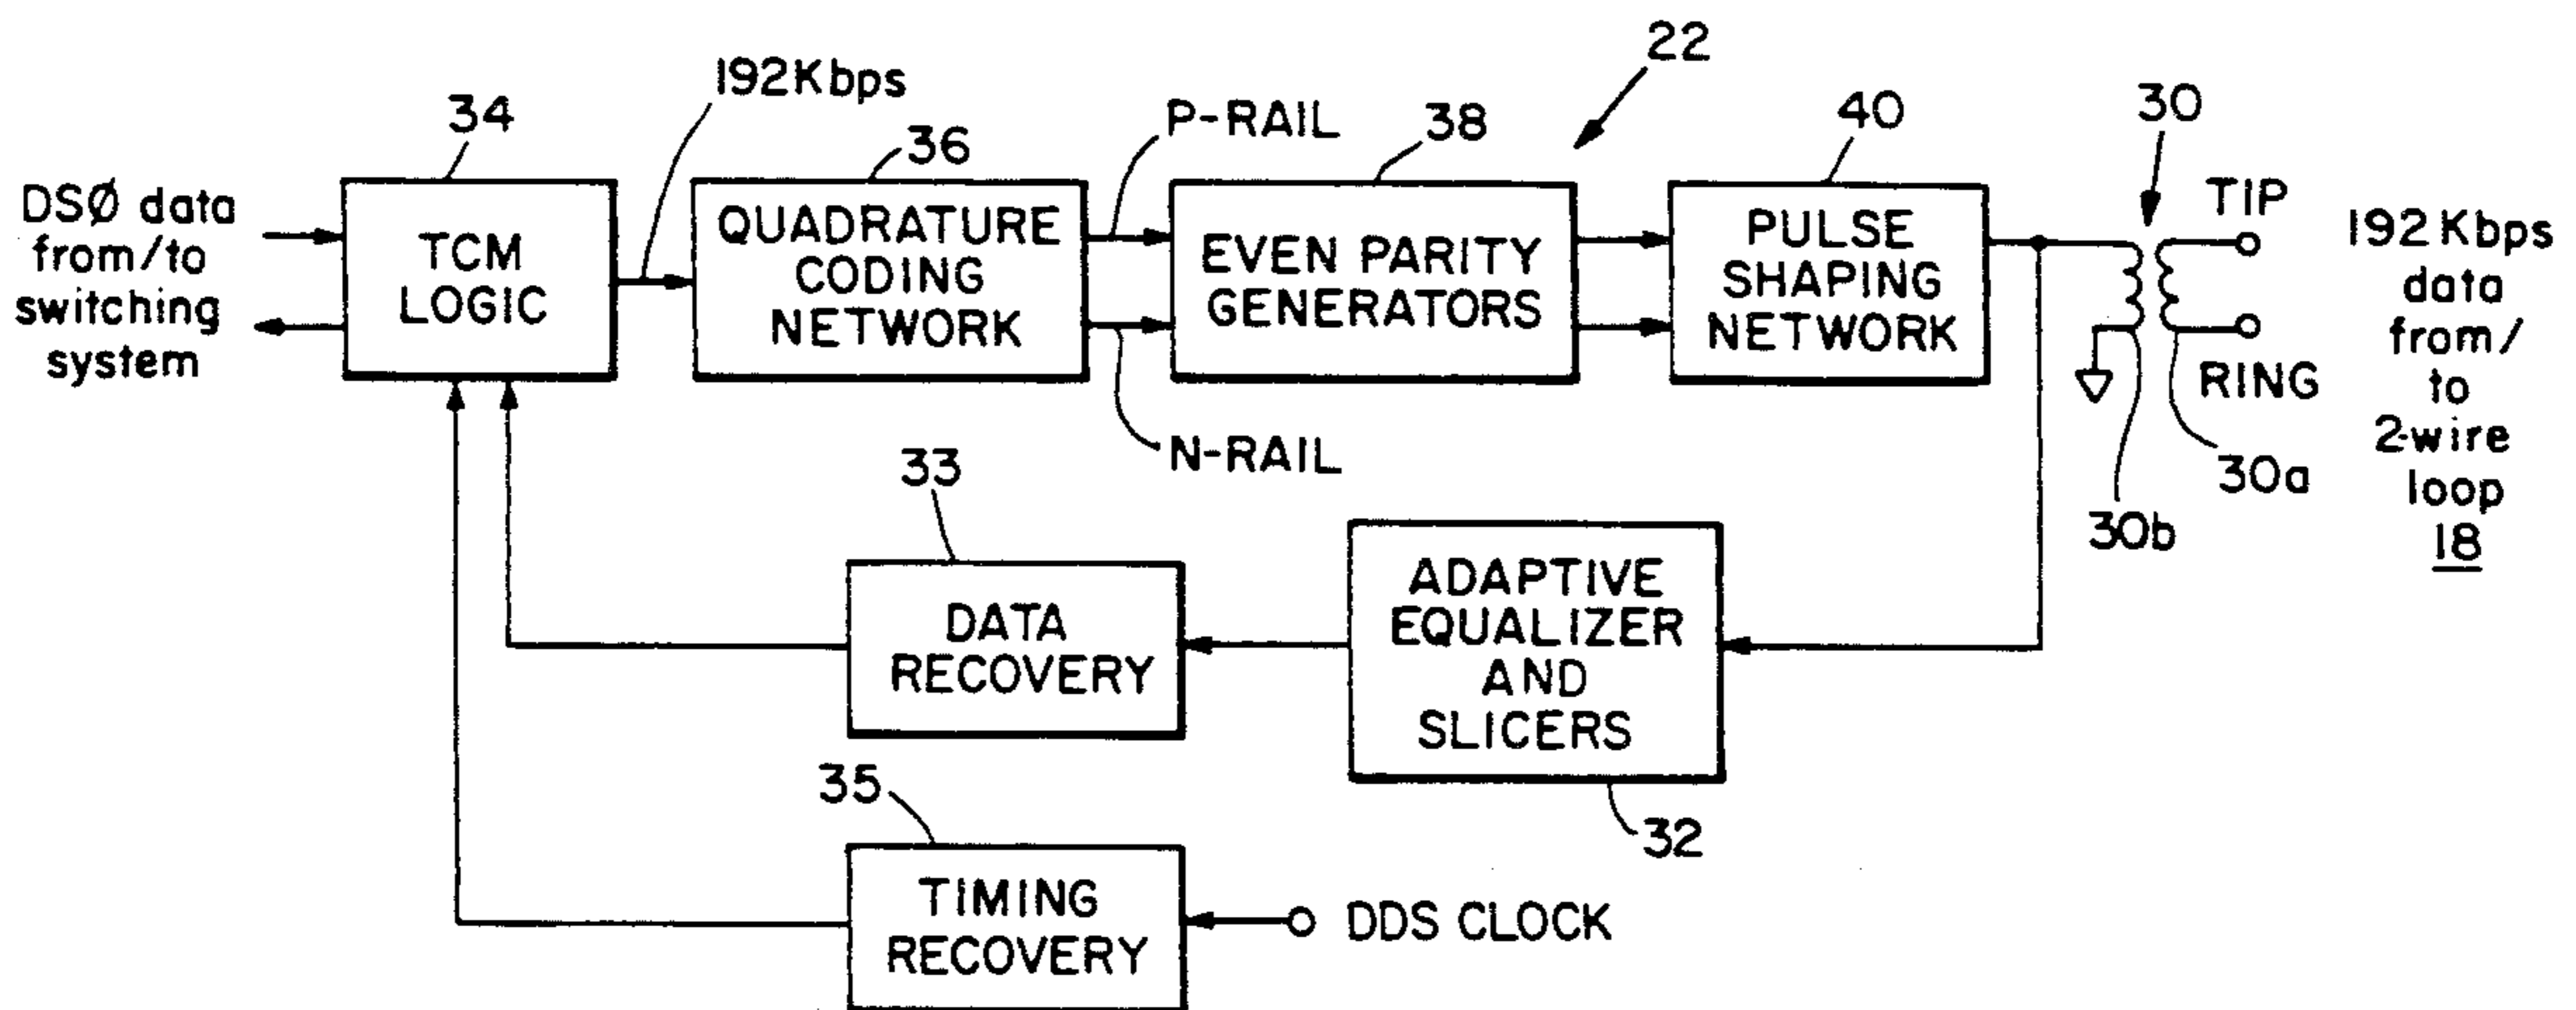 22
192Kbps
34
36
P-RAIL
38
40
30
DSØ data
from/to
switching
system
TCM
LOGIC
QUADRATURE
CODING
NETWORK
EVEN PARITY
GENERATORS
PULSE
SHAPING
NETWORK
TIP
RING
192Kbps
data
from/
to
2-wire
loop
18
N-RAIL
30a
30b
33
DATA
RECOVERY
ADAPTIVE
EQUALIZER
AND
SLICERS
32
35
TIMING
RECOVERY
DDS CLOCK